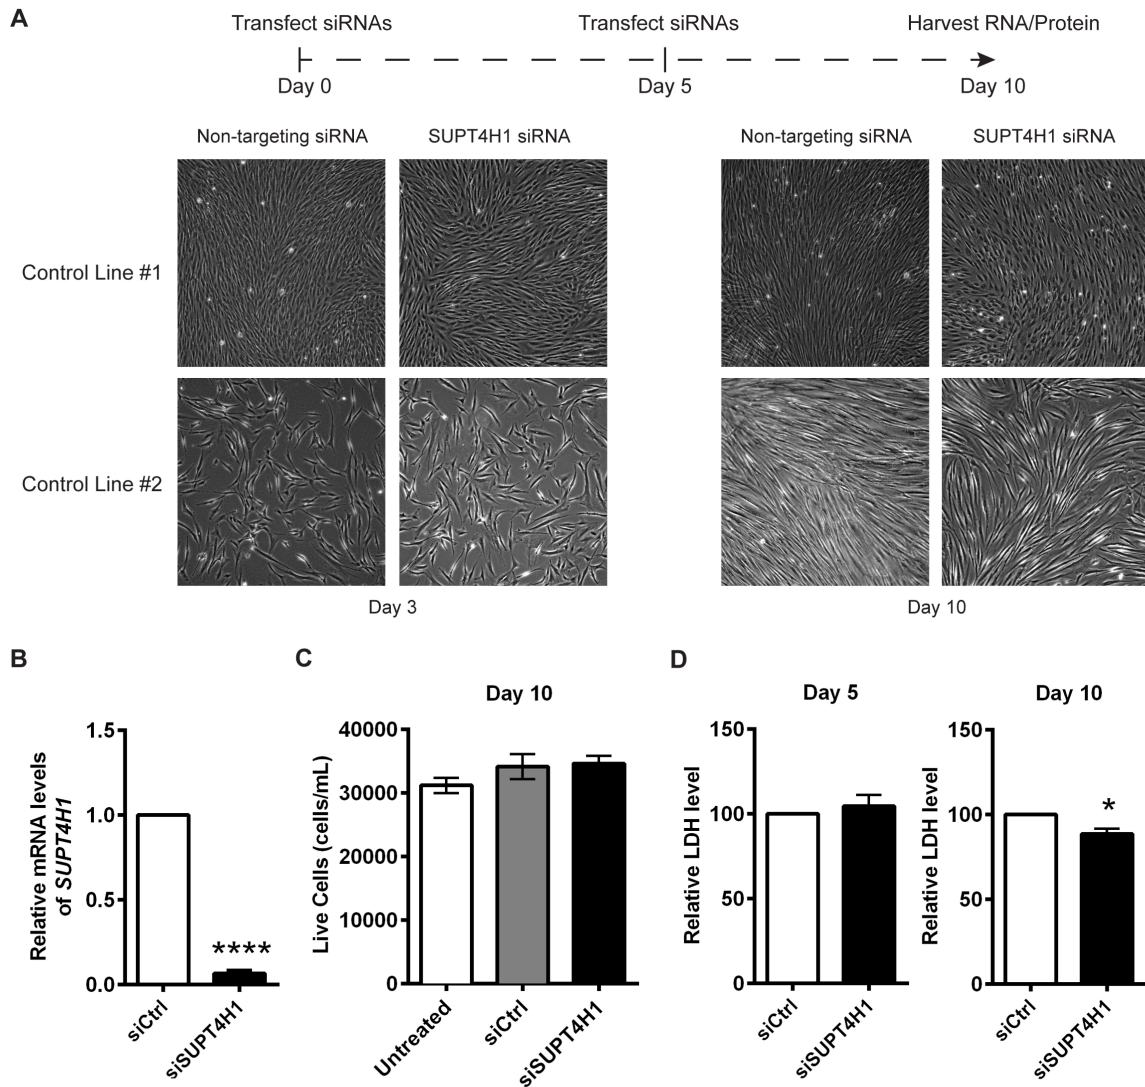 A
Transfect siRNAs
Transfect siRNAs
Harvest RNA/Protein
Day 0
Day 5
Day 10
Non-targeting siRNA
SUPT4H1 siRNA
Non-targeting siRNA
SUPT4H1 siRNA
Control Line #1
Control Line #2
Day 3
Day 10
B
Relative mRNA levels
of SUPT4H1
1.5
1.0
0.5
0.0
****
siCtrl
siSUPT4H1
C
Day 10
Live Cells (cells/mL)
40000
30000
20000
10000
0
Untreated
siCtrl
siSUPT4H1
D
Day 5
Relative LDH level
150
100
50
0
siCtrl
siSUPT4H1
Day 10
Relative LDH level
150
100
50
0
*
siCtrl
siSUPT4H1